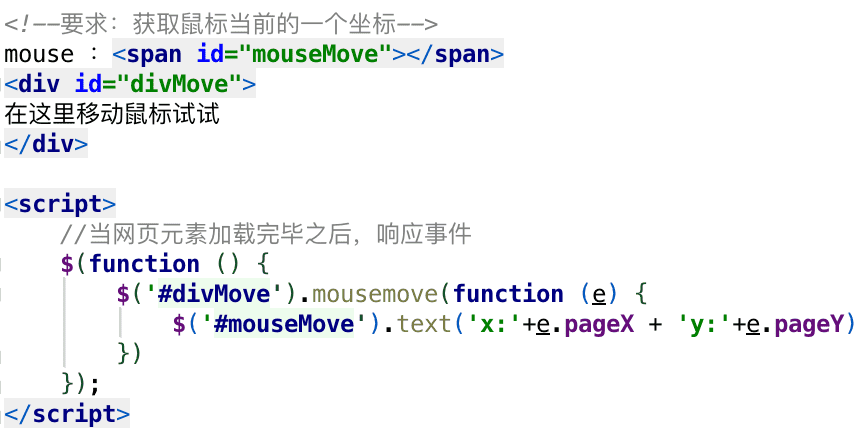 <!--要求：获取鼠标当前的一个坐标-->
mouse ：<span id="mouseMove"></span>
<div id="divMove">
在这里移动鼠标试试
</div>
<script>
//当网页元素加载完毕之后，响应事件
$(function () {
$('#divMove').mousemove(function (e) {
$('#mouseMove').text('x:'+e.pageX + 'y:'+e.pageY)
})
});
</script>